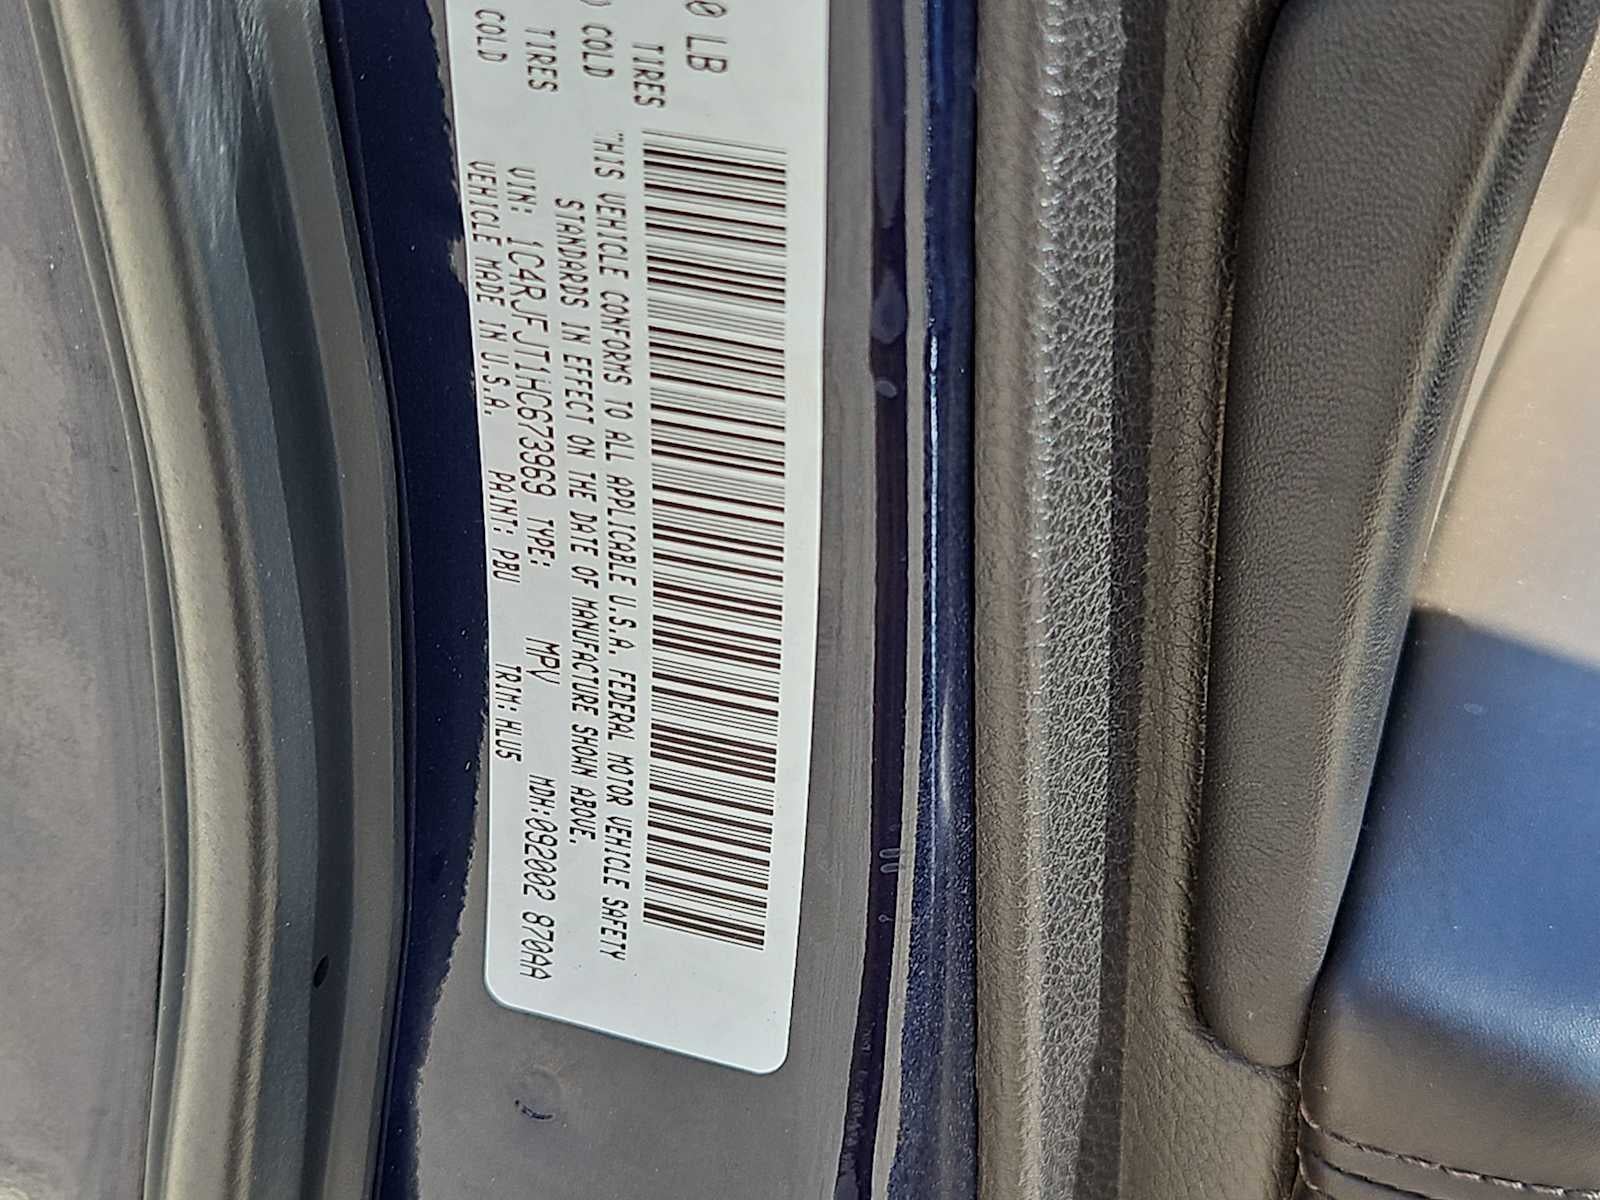 0 LB
TIRES
) COLD
TIRES
COLD
THIS VEHICLE CONFORMS TO ALL APPLICABLE U.S.A. FEDERAL MOTOR VEHICLE SAFETY
STANDARDS IN EFFECT ON THE DATE OF MANUFACTURE SHOWN ABOVE.
VIN: 1C4RJFJT1HC673969 TYPE: MPV MDH:092002 870AA
VEHICLE MADE IN U.S.A. PAINT: PBU TRIM: HLU5